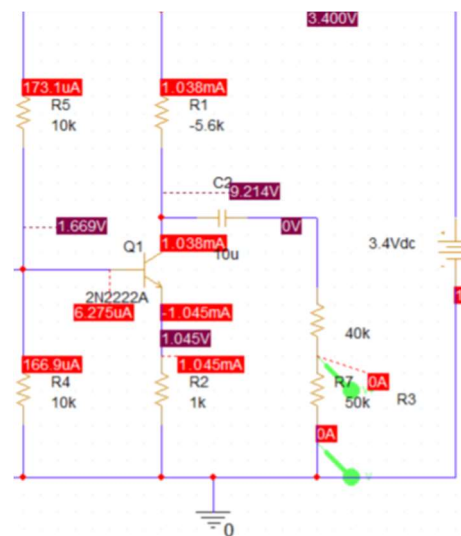 3.400V
173.1uA
R5
10k
1.038mA
R1
-5.6k
C2
9.214V
1.669V
0V
Q1
1.038mA
10u
3.4Vdc
2N2222A
6.275uA
-1.045mA
1.045V
40k
166.9uA
R4
10k
1.045mA
R2
1k
R7
50k
0A
R3
0A
0